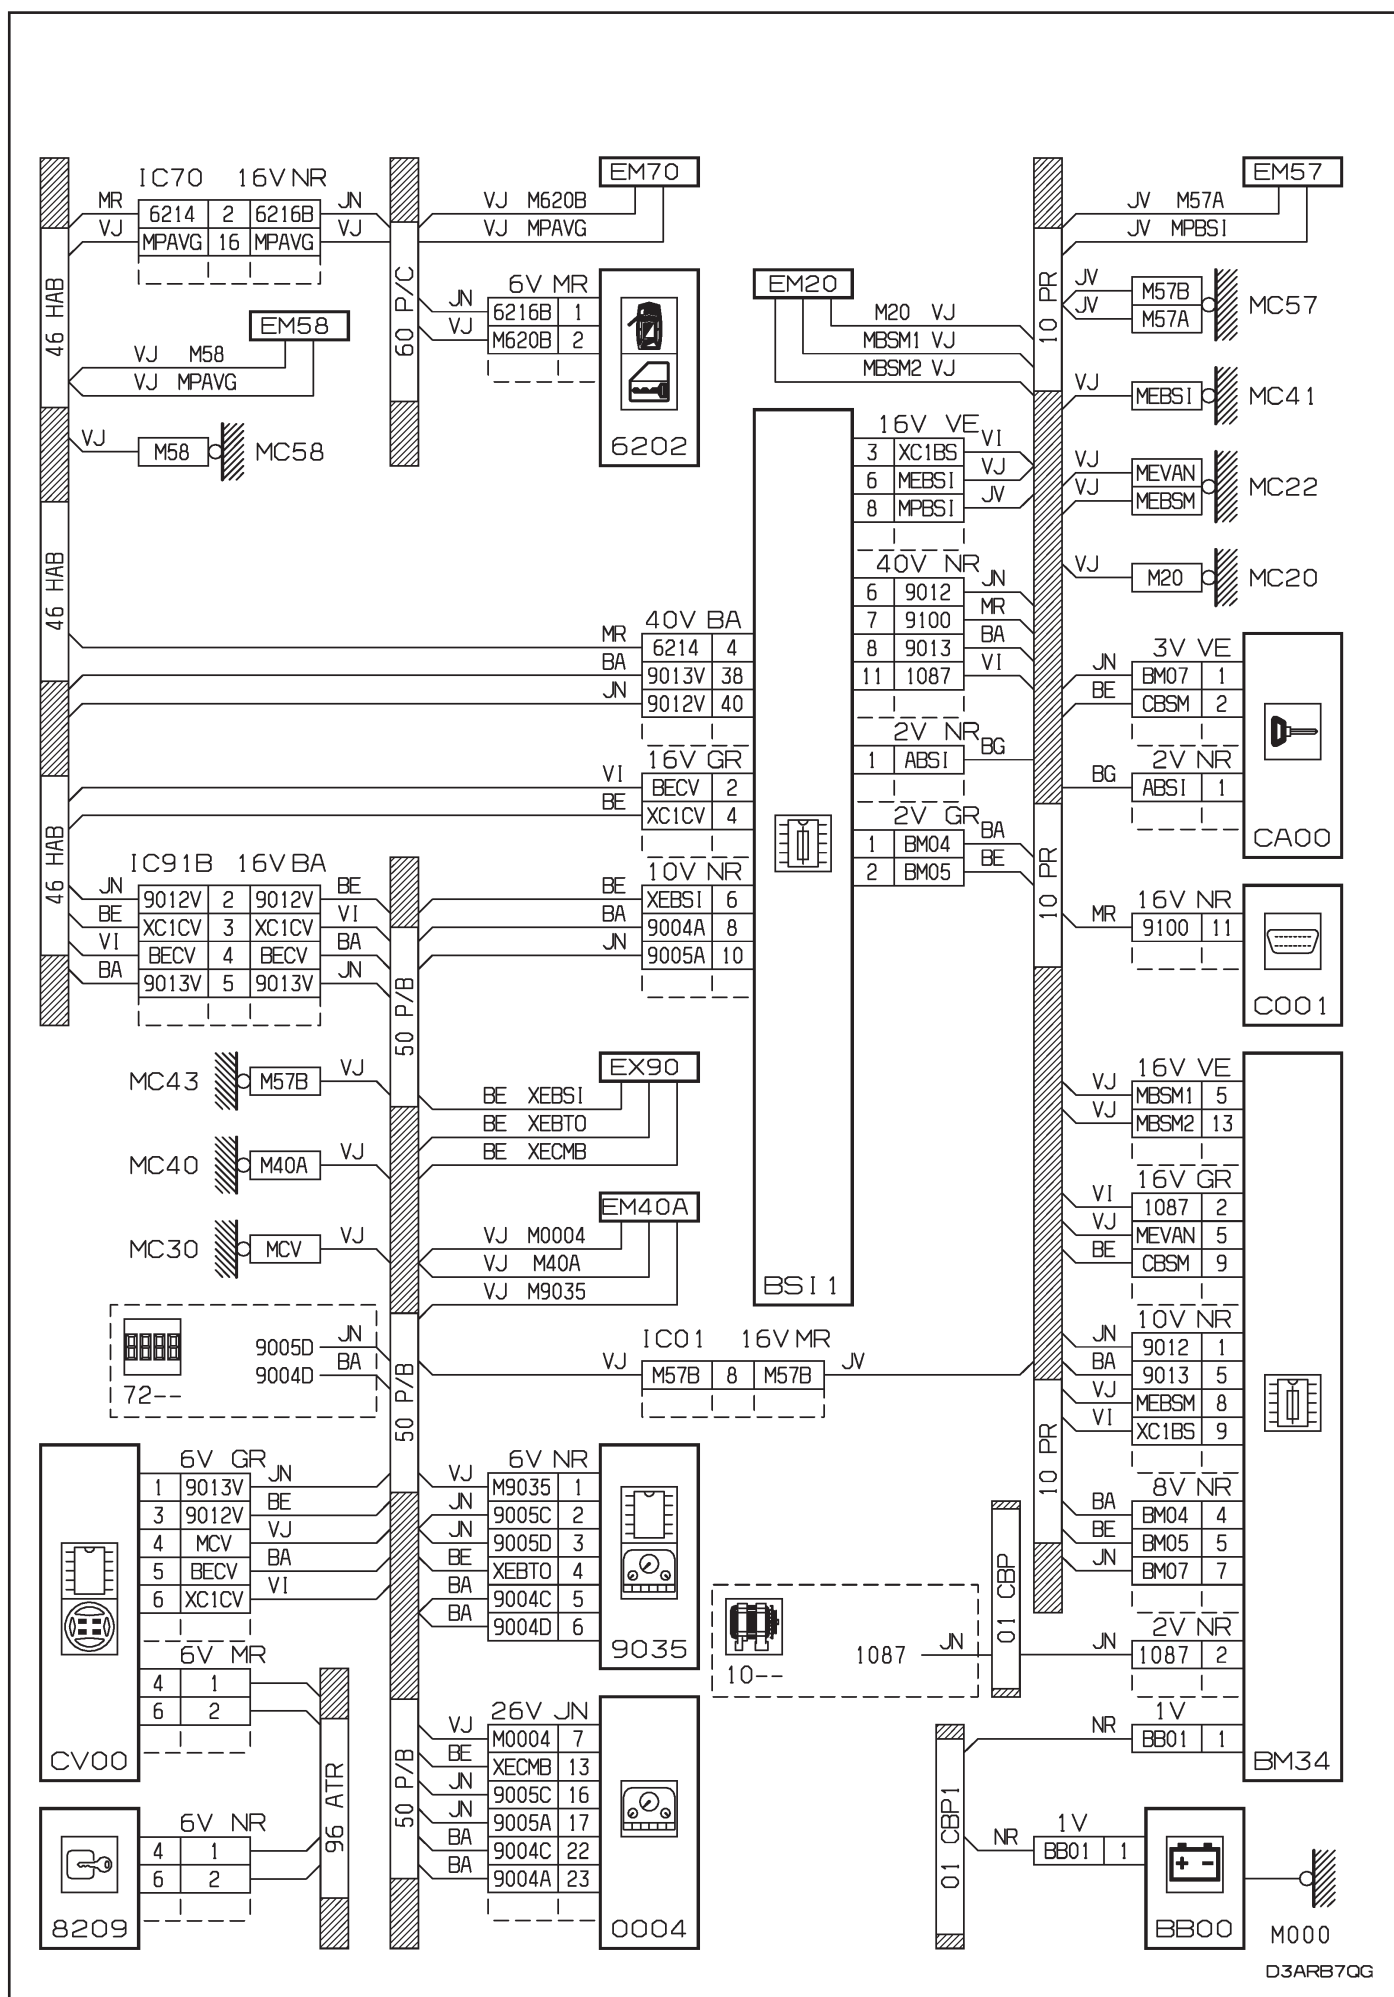 IC70 16V NR
MR 6214 2 6216B JN
VJ MPAVG 16 MPAVG VJ
46 HAB
EM58
VJ M58
VJ MPAVG
VJ M58 MC58
60 P/C
EM70
VJ M620B
VJ MPAVG
6V MR
JN 6216B 1
VJ M620B 2
6202
EM20
M20 VJ
MBSM1 VJ
MBSM2 VJ
EM57
JV M57A
JV MPBSI
10 PR
JV M57B
JV M57A
MC57
VJ MEBSI MC41
VJ MEVAN
VJ MEBSM
MC22
VJ M20 MC20
16V VE
3 XC1BS VI
6 MEBSI VJ
8 MPBSI JV
40V NR
6 9012 JN
7 9100 MR
8 9013 BA
11 1087 VI
2V NR
1 ABSI BG
2V GR
1 BM04 BA
2 BM05 BE
46 HAB
40V BA
MR 6214 4
BA 9013V 38
JN 9012V 40
16V GR
VI BECV 2
BE XC1CV 4
10V NR
BE XEBSI 6
BA 9004A 8
JN 9005A 10
BSI1
3V VE
JN BM07 1
BE CBSM 2
2V NR
BG ABSI 1
CA00
10 PR
16V NR
MR 9100 11
C001
46 HAB
IC91B 16V BA
JN 9012V 2 9012V BE
BE XC1CV 3 XC1CV VI
VI BECV 4 BECV BA
BA 9013V 5 9013V JN
50 P/B
MC43 M57B VJ
MC40 M40A VJ
MC30 MCV VJ
EX90
BE XEBSI
BE XEBTO
BE XECMB
EM40A
VJ M0004
VJ M40A
VJ M9035
16V VE
VJ MBSM1 5
VJ MBSM2 13
16V GR
VI 1087 2
VJ MEVAN 5
BE CBSM 9
10V NR
JN 9012 1
BA 9013 5
VJ MEBSM 8
VI XC1BS 9
8V NR
BA BM04 4
BE BM05 5
JN BM07 7
2V NR
JN 1087 2
1V
NR BB01 1
BM34
10 PR
9005D JN
9004D BA
72--
50 P/B
IC01 16V MR
VJ M57B 8 M57B JV
6V GR
1 9013V JN
3 9012V BE
4 MCV VJ
5 BECV BA
6 XC1CV VI
6V MR
4 1
6 2
CV00
6V NR
VJ M9035 1
JN 9005C 2
JN 9005D 3
BE XEBTO 4
BA 9004C 5
BA 9004D 6
9035
01 CBP
1087 JN
10--
96 ATR
50 P/B
26V JN
VJ M0004 7
BE XECMB 13
JN 9005C 16
JN 9005A 17
BA 9004C 22
BA 9004A 23
0004
6V NR
4 1
6 2
8209
01 CBP1
1V
NR BB01 1
+ -
BB00
M000
D3ARB7QG